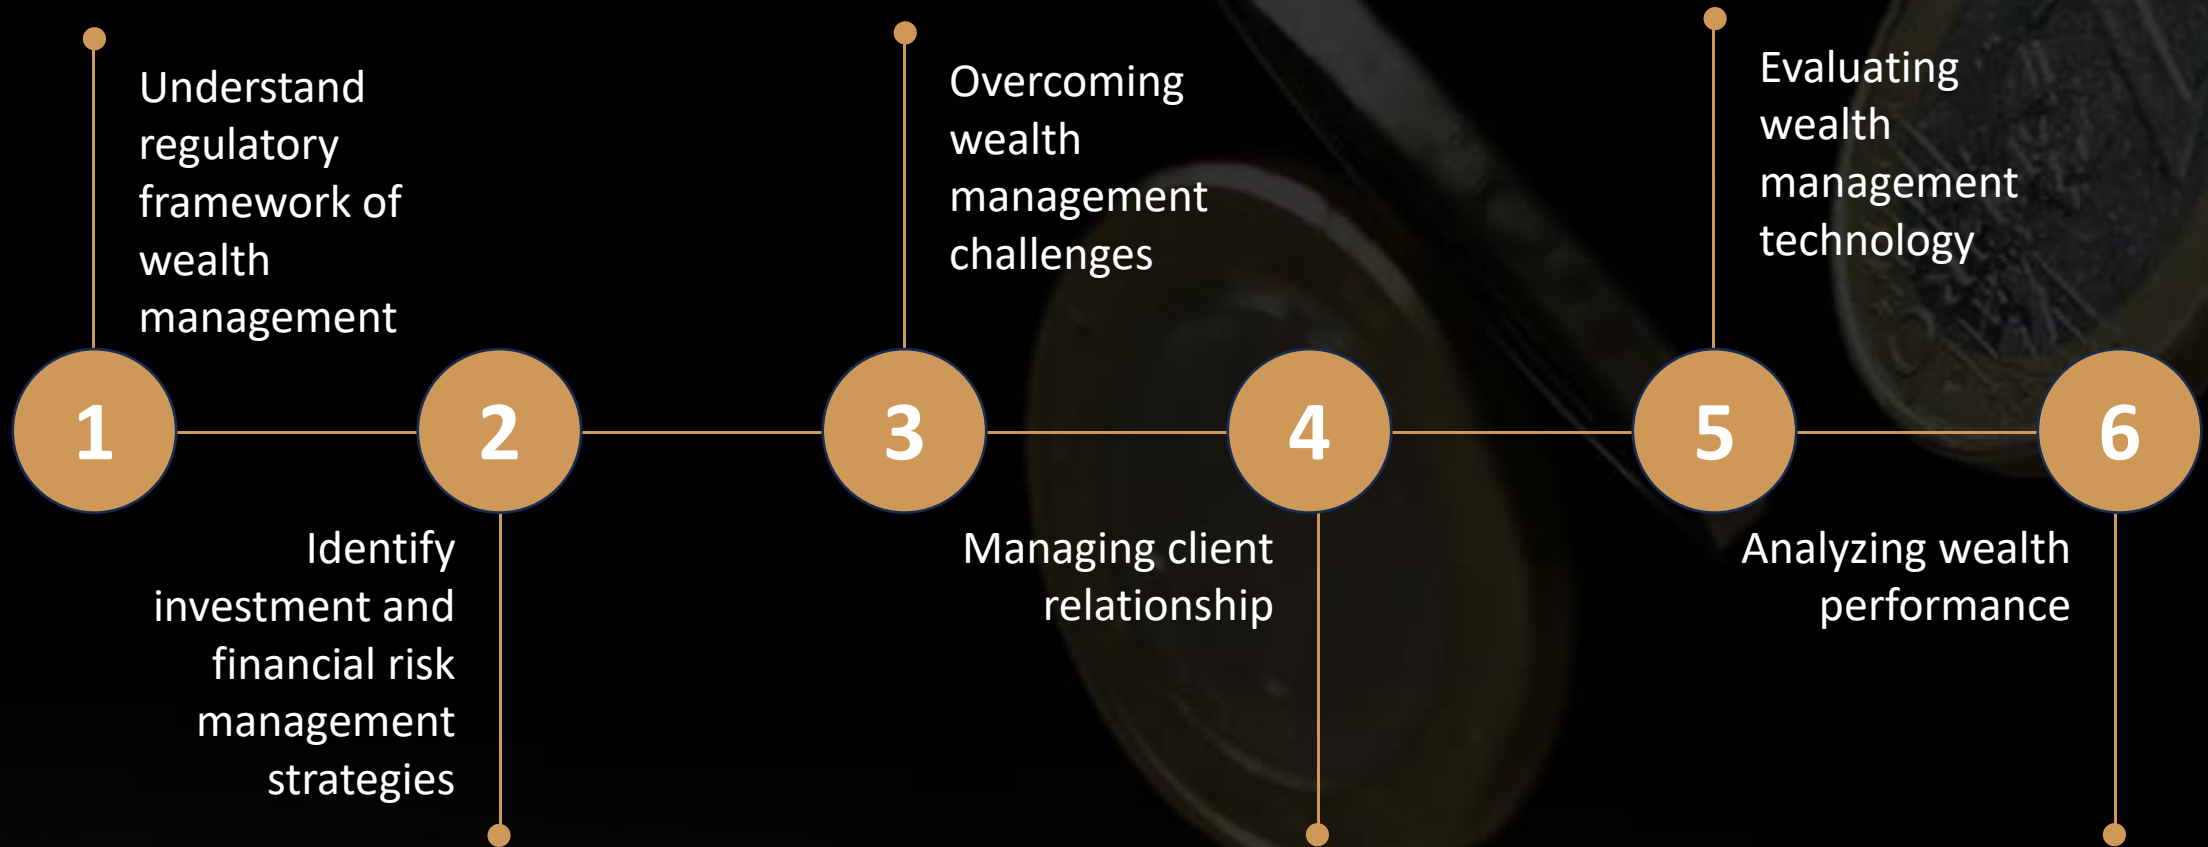 Understand
regulatory
framework of
wealth
management
1
2
Identify
investment and
financial risk
management
strategies
Overcoming
wealth
management
challenges
3
4
Managing client
relationship
Evaluating
wealth
management
technology
5
6
Analyzing wealth
performance